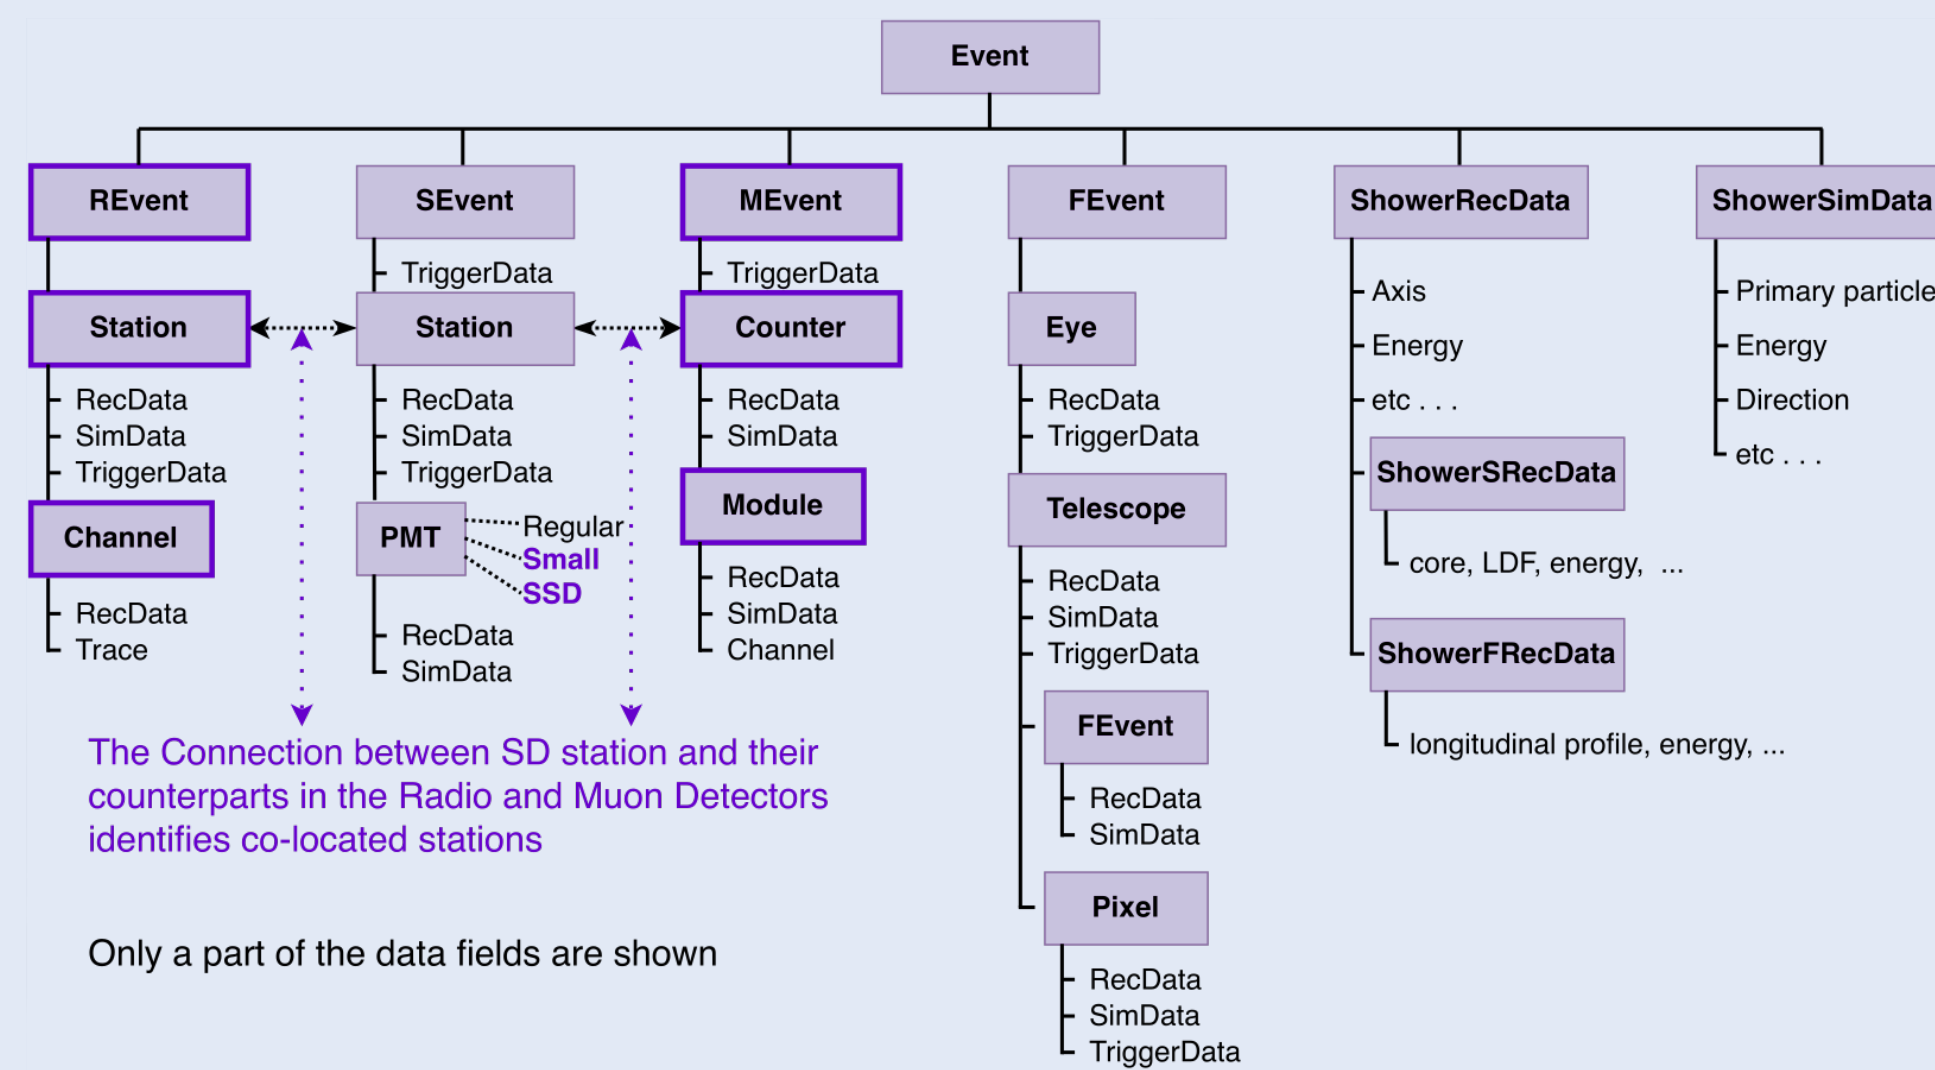 Event
REvent
Station
RecData
SimData
TriggerData
Channel
RecData
Trace
SEvent
TriggerData
Station
RecData
SimData
TriggerData
PMT
Regular
Small
SSD
RecData
SimData
MEvent
TriggerData
Counter
RecData
SimData
Module
RecData
SimData
Channel
FEvent
Eye
RecData
TriggerData
Telescope
RecData
SimData
TriggerData
FEvent
RecData
SimData
Pixel
RecData
SimData
TriggerData
ShowerRecData
Axis
Energy
etc . . .
ShowerSRecData
core, LDF, energy, ...
ShowerFRecData
longitudinal profile, energy, ...
ShowerSimData
Primary particle
Energy
Direction
etc . . .
The Connection between SD station and their
counterparts in the Radio and Muon Detectors
identifies co-located stations
Only a part of the data fields are shown